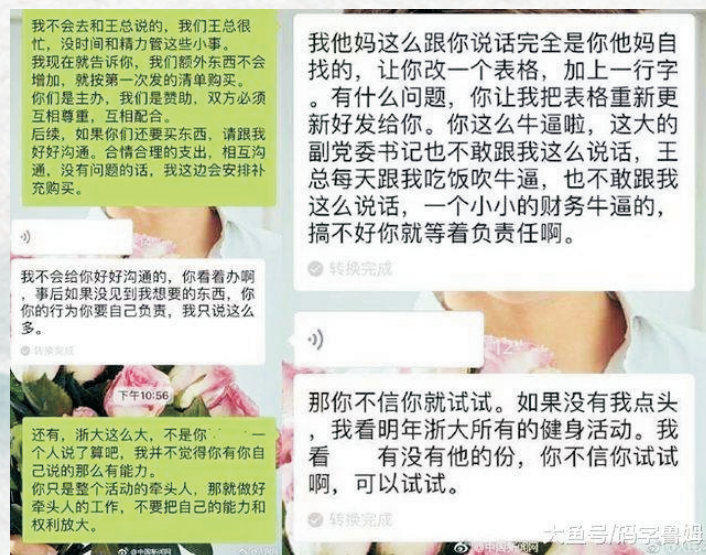 我不会去和王总说的，我们王总很
忙，没时间和精力管这些小事。
我现在就告诉你，我们额外东西不会
增加，就按第一次发的清单购买。
你们是主办，我们是赞助，双方必须
互相尊重，互相配合。
后续，如果你们还要买东西，请跟我
好好沟通。合情合理的支出，相互沟
通，没有问题的话，我这边会安排补
充购买。
我不会给你好好沟通的，你看着办啊
，事后如果没见到我想要的东西，你
你的行为你要自己负责，我只说这么
多。
转换完成
下午10:56
还有，浙大这么大，不是你 一
个人说了算吧，我并不觉得你有你自
己说的那么有能力。
你只是整个活动的牵头人，那就做好
牵头人的工作，不要把自己的能力和
权利放大。
@中国新闻网
我他妈这么跟你说话完全是你他妈自
找的，让你改一个表格，加上一行字
。有什么问题，你让我把表格重新更
新好发给你。你这么牛逼啦，这大的
副党委书记也不敢跟我这么说话，王
总每天跟我吃饭吹牛逼，也不敢跟我
这么说话，一个小小的财务牛逼的，
搞不好你就等着负责任啊。
转换完成
12"
那你不信你就试试。如果没有我点头
，我看明年浙大所有的健身活动。我
看 有没有他的份，你不信你试试
啊，可以试试。
转换完成
@中国新闻网
大鱼号/码字鲁姆